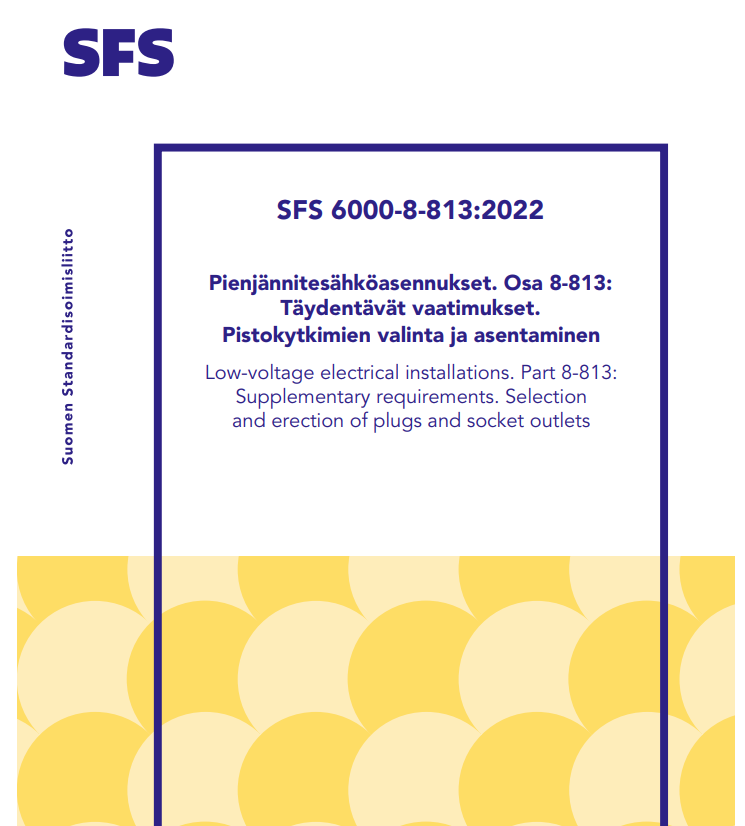 SFS
SFS 6000-8-813:2022
Suomen Standardisoimisliitto
Pienjännitesähköasennukset. Osa 8-813:
Täydentävät vaatimukset.
Pistokytkimien valinta ja asentaminen
Low-voltage electrical installations. Part 8-813:
Supplementary requirements. Selection
and erection of plugs and socket outlets